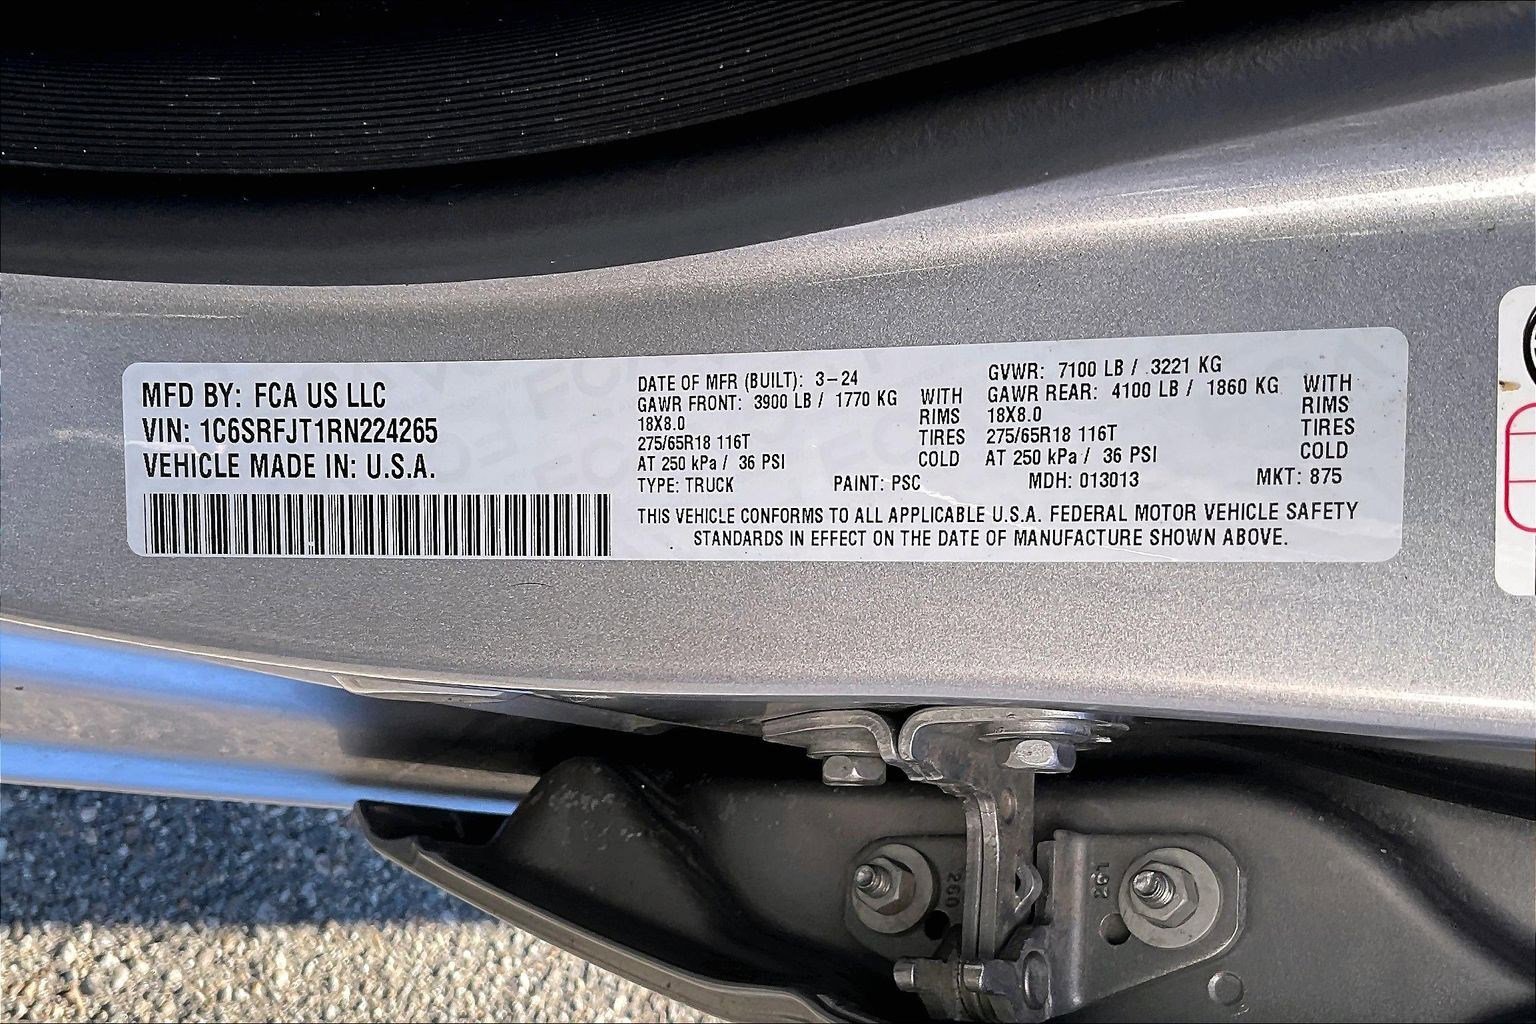 MFD BY: FCA US LLC
VIN: 1C6SRFJT1RN224265
VEHICLE MADE IN: U.S.A.
DATE OF MFR (BUILT): 3-24
GAWR FRONT: 3900 LB / 1770 KG WITH
18X8.0 RIMS
275/65R18 116T TIRES
AT 250 kPa / 36 PSI COLD
GVWR: 7100 LB / 3221 KG
GAWR REAR: 4100 LB / 1860 KG WITH
18X8.0 RIMS
275/65R18 116T TIRES
AT 250 kPa / 36 PSI COLD
TYPE: TRUCK PAINT: PSC MDH: 013013 MKT: 875
THIS VEHICLE CONFORMS TO ALL APPLICABLE U.S.A. FEDERAL MOTOR VEHICLE SAFETY
STANDARDS IN EFFECT ON THE DATE OF MANUFACTURE SHOWN ABOVE.
260
261